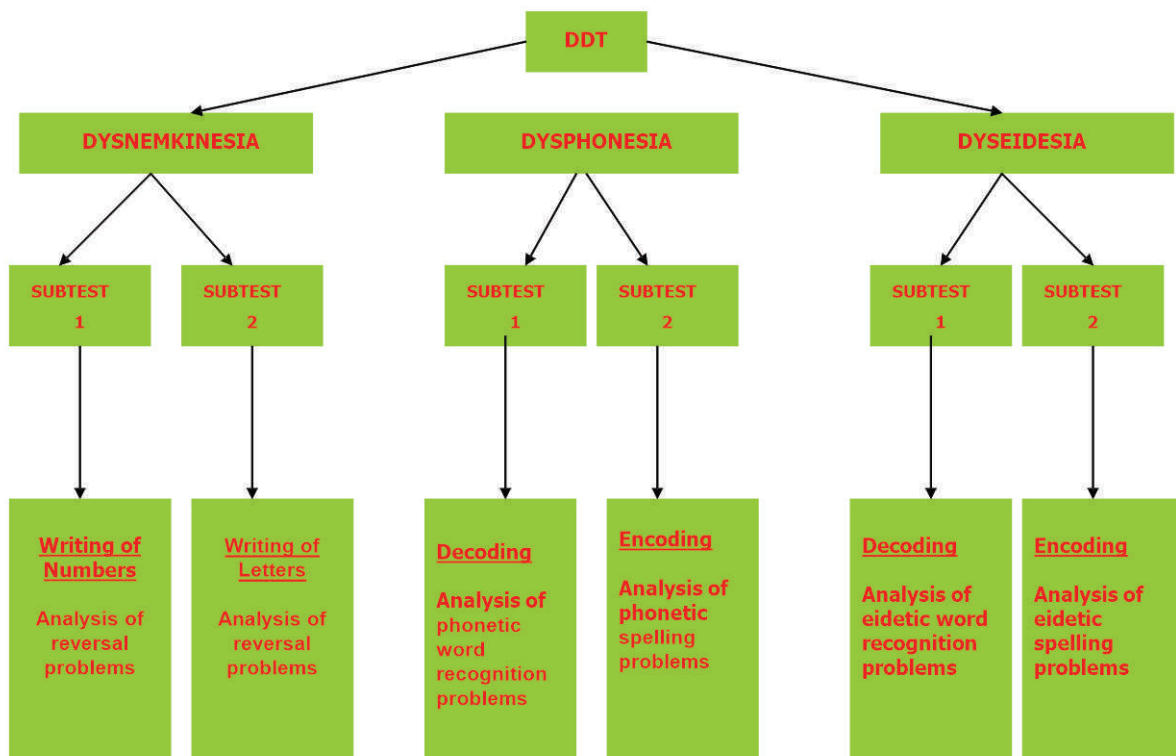 DDT
DYSNEMKINESIA
DYSPHONESIA
DYSEIDESIA
SUBTEST
1
SUBTEST
2
SUBTEST
1
SUBTEST
2
SUBTEST
1
SUBTEST
2
Writing of
Numbers
Analysis of
reversal
problems
Writing of
Letters
Analysis of
reversal
problems
Decoding
Analysis of
phonetic
word
recognition
problems
Encoding
Analysis of
phonetic
spelling
problems
Decoding
Analysis of
eidetic word
recognition
problems
Encoding
Analysis of
eidetic
spelling
problems